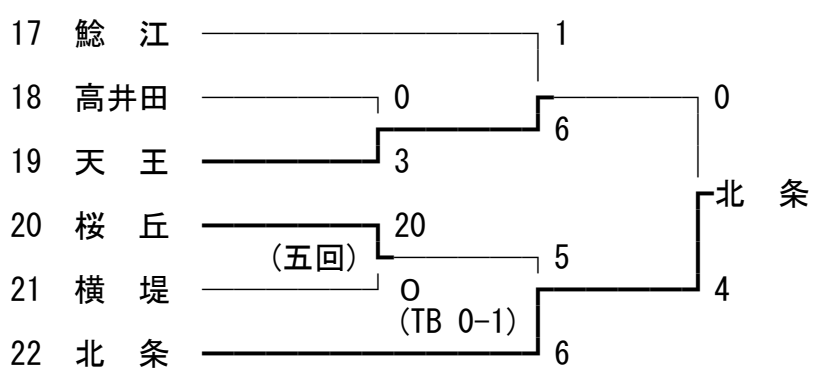 17 鯰 江 1
18 高井田 0 0
6
19 天 王 3
北 条
20 桜 丘 20
(五回) 5
21 横 堤 0 4
(TB 0-1)
22 北 条 6